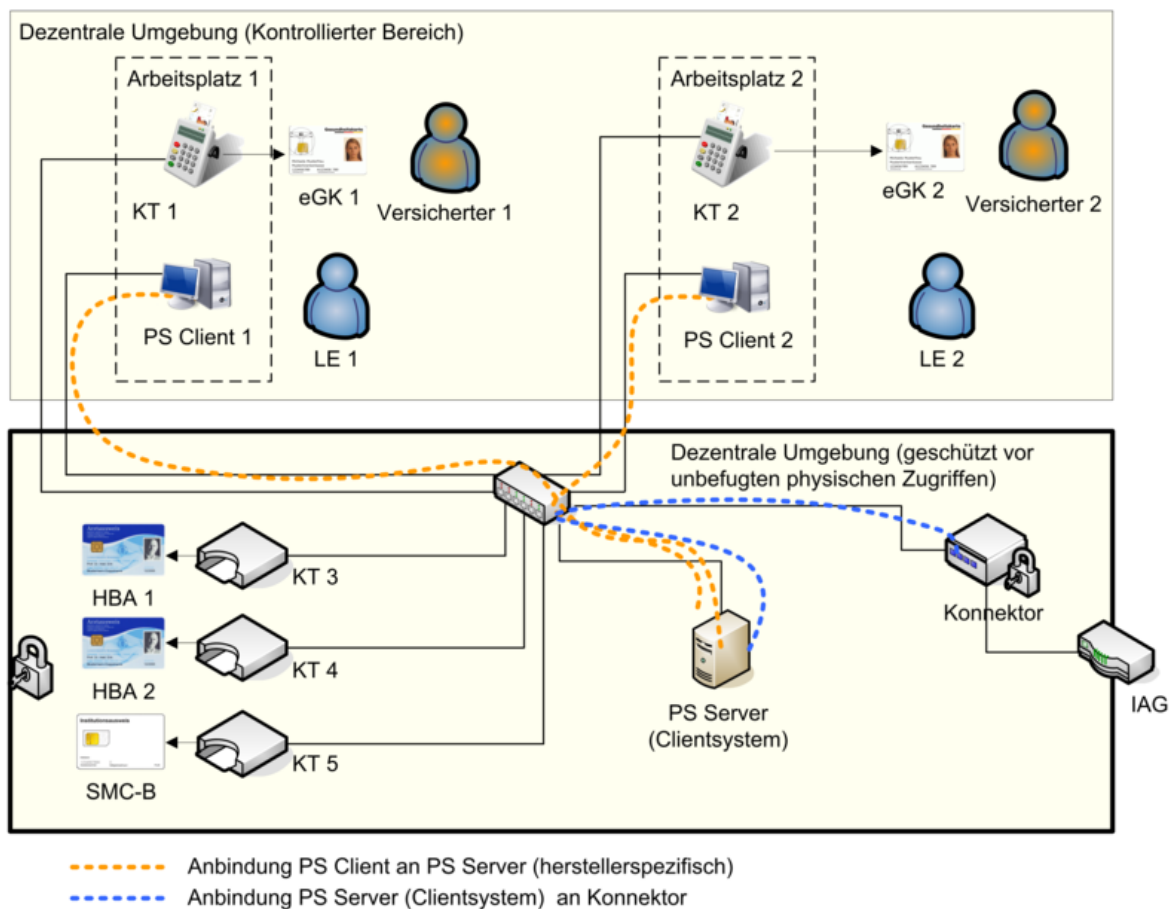 Dezentrale Umgebung (Kontrollierter Bereich)
Arbeitsplatz 1
Arbeitsplatz 2
Gesundheitskarte
Gesundheitskarte
KT 1
eGK 1
Versicherter 1
KT 2
eGK 2
Versicherter 2
PS Client 1
LE 1
PS Client 2
LE 2
Dezentrale Umgebung (geschützt vor
unbefugten physischen Zugriffen)
KT 3
HBA 1
Konnektor
KT 4
HBA 2
IAG
PS Server
(Clientsystem)
KT 5
SMC-B
Anbindung PS Client an PS Server (herstellerspezifisch)
Anbindung PS Server (Clientsystem) an Konnektor